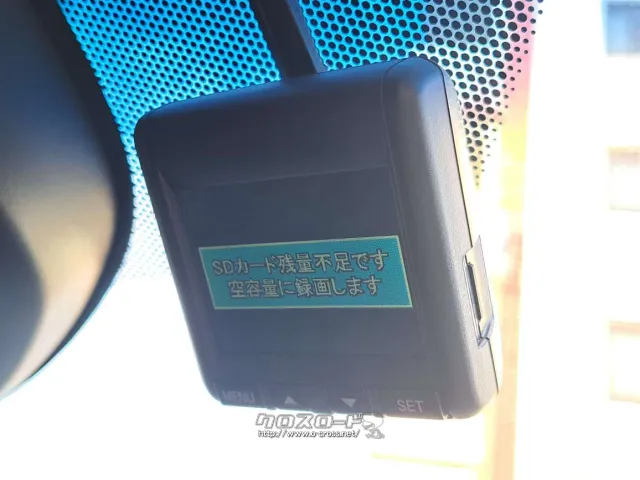 SDカード残量不足です
空容量に録画します
MENU ▲ ▼ SET
クロスロード
http://www.o-cross.net/